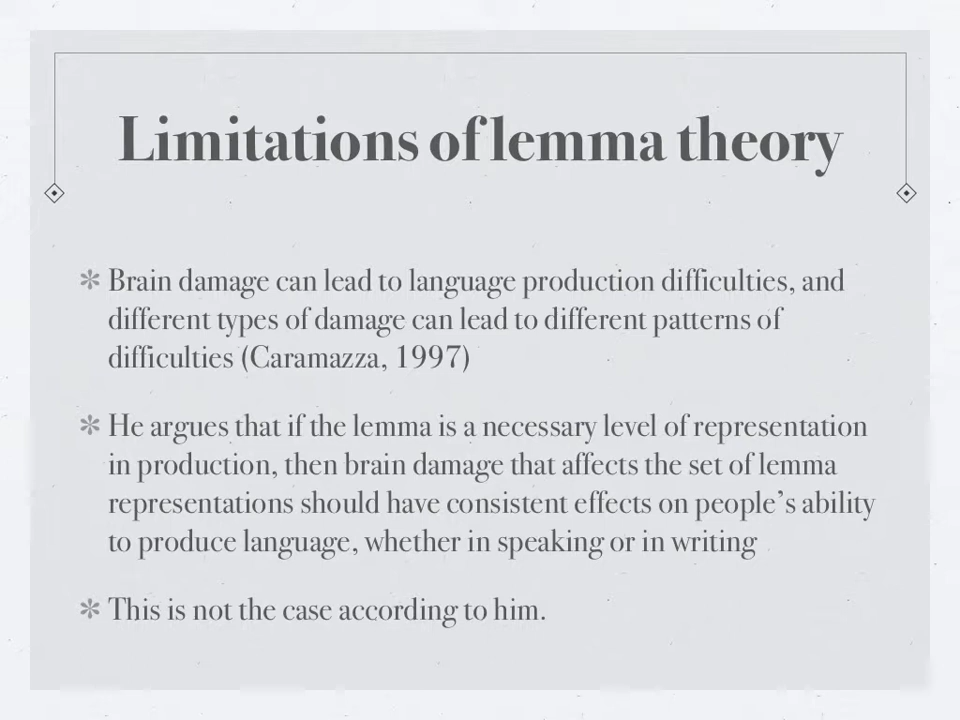 Limitations of lemma theory
✻ Brain damage can lead to language production difficulties, and
different types of damage can lead to different patterns of
difficulties (Caramazza, 1997)
✻ He argues that if the lemma is a necessary level of representation
in production, then brain damage that affects the set of lemma
representations should have consistent effects on people's ability
to produce language, whether in speaking or in writing
✻ This is not the case according to him.